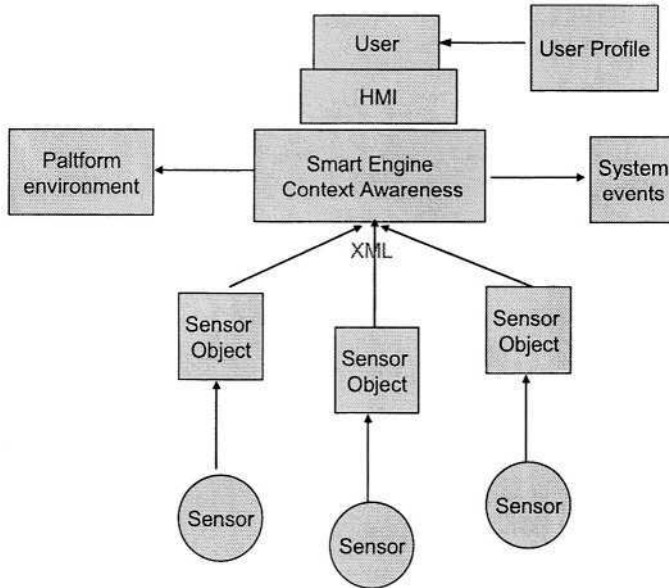 User
User Profile
HMI
Paltform
environment
Smart Engine
Context Awareness
System
events
XML
Sensor
Object
Sensor
Object
Sensor
Object
Sensor
Sensor
Sensor